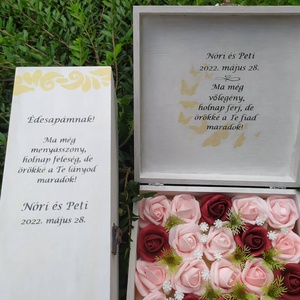 Édesapámnak!
Ma még
menyasszony,
holnap feleség, de
örökké a Te lányod
maradok!
Nóri és Peti
2022. május 28.
Nóri és Peti
2022. május 28.
Ma még
vőlegény,
holnap férj, de
örökké a Te fiad
maradok!